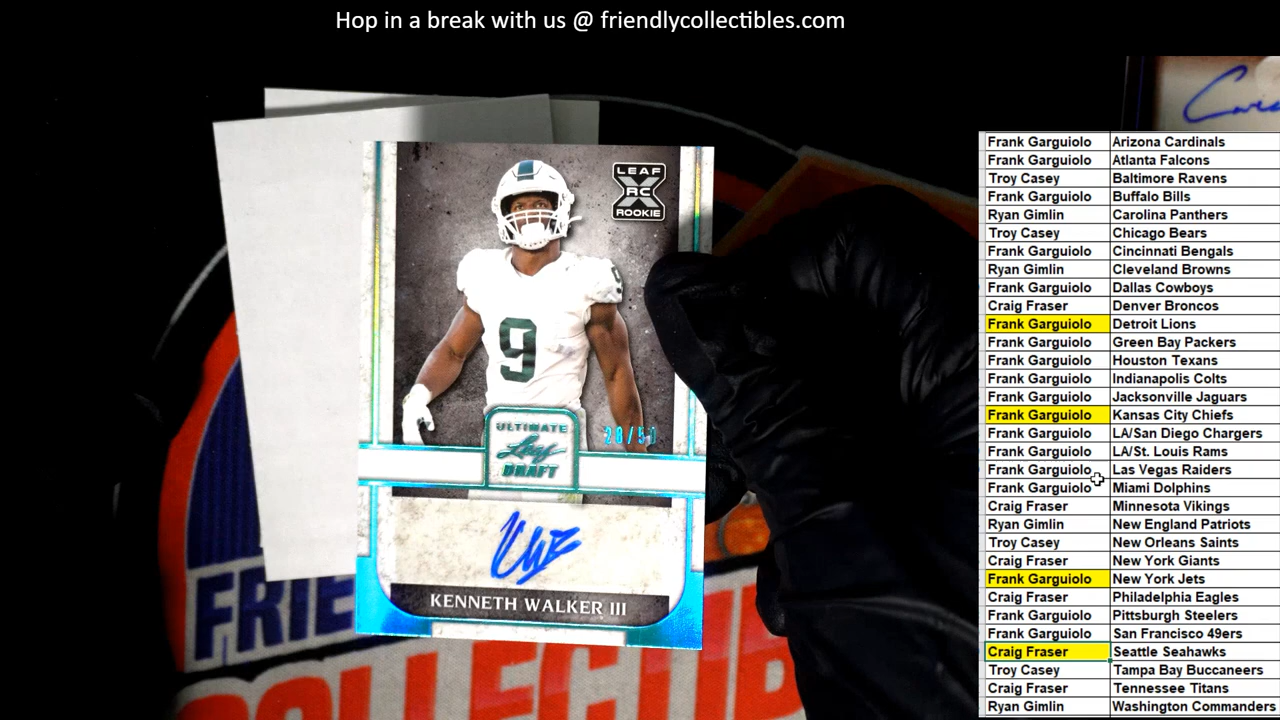 Hop in a break with us @ friendlycollectibles.com
LEAF
RC
ROOKIE
9
ULTIMATE
Leaf
DRAFT
KENNETH WALKER III
FRIE
COLLECTIB
Frank Garguiolo Arizona Cardinals
Frank Garguiolo Atlanta Falcons
Troy Casey Baltimore Ravens
Frank Garguiolo Buffalo Bills
Ryan Gimlin Carolina Panthers
Troy Casey Chicago Bears
Frank Garguiolo Cincinnati Bengals
Ryan Gimlin Cleveland Browns
Frank Garguiolo Dallas Cowboys
Craig Fraser Denver Broncos
Frank Garguiolo Detroit Lions
Frank Garguiolo Green Bay Packers
Frank Garguiolo Houston Texans
Frank Garguiolo Indianapolis Colts
Frank Garguiolo Jacksonville Jaguars
Frank Garguiolo Kansas City Chiefs
Frank Garguiolo LA/San Diego Chargers
Frank Garguiolo LA/St. Louis Rams
Frank Garguiolo Las Vegas Raiders
Frank Garguiolo Miami Dolphins
Craig Fraser Minnesota Vikings
Ryan Gimlin New England Patriots
Troy Casey New Orleans Saints
Craig Fraser New York Giants
Frank Garguiolo New York Jets
Craig Fraser Philadelphia Eagles
Frank Garguiolo Pittsburgh Steelers
Frank Garguiolo San Francisco 49ers
Craig Fraser Seattle Seahawks
Troy Casey Tampa Bay Buccaneers
Craig Fraser Tennessee Titans
Ryan Gimlin Washington Commanders